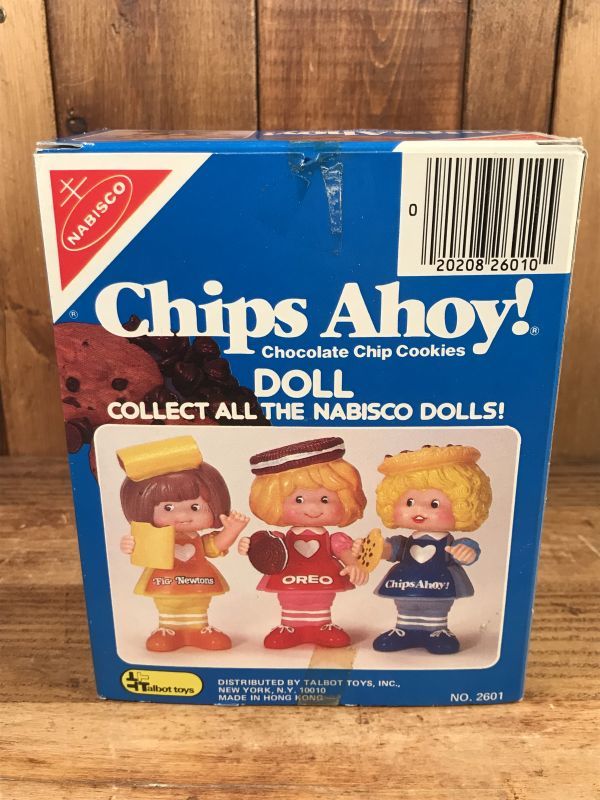 NABISCO
0
20208 26010
Chips Ahoy!®
®
Chocolate Chip Cookies
DOLL
COLLECT ALL THE NABISCO DOLLS!
Fig Newtons
OREO
Chips Ahoy!
Talbot toys
DISTRIBUTED BY TALBOT TOYS, INC.,
NEW YORK, N.Y. 10010
MADE IN HONG KONG
NO. 2601